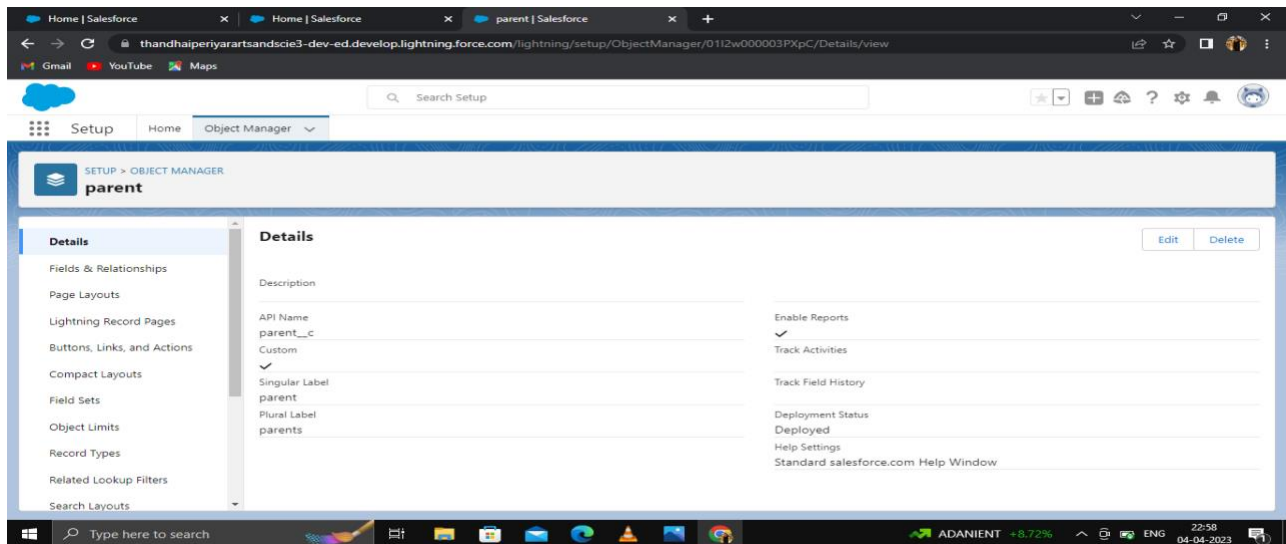 Home | Salesforce
Home | Salesforce
parent | Salesforce
thandhaiperiyarartsandscie3-dev-ed.develop.lightning.force.com/lightning/setup/ObjectManager/01I2w000003PXpC/Details/view
Gmail YouTube Maps
Search Setup
Setup Home Object Manager
SETUP > OBJECT MANAGER
parent
Details
Fields & Relationships
Page Layouts
Lightning Record Pages
Buttons, Links, and Actions
Compact Layouts
Field Sets
Object Limits
Record Types
Related Lookup Filters
Search Layouts
Details
Edit Delete
Description
API Name
parent__c
Custom
Singular Label
parent
Plural Label
parents
Enable Reports
Track Activities
Track Field History
Deployment Status
Deployed
Help Settings
Standard salesforce.com Help Window
Type here to search
ADANIENT +8.72%
ENG
22:58
04-04-2023